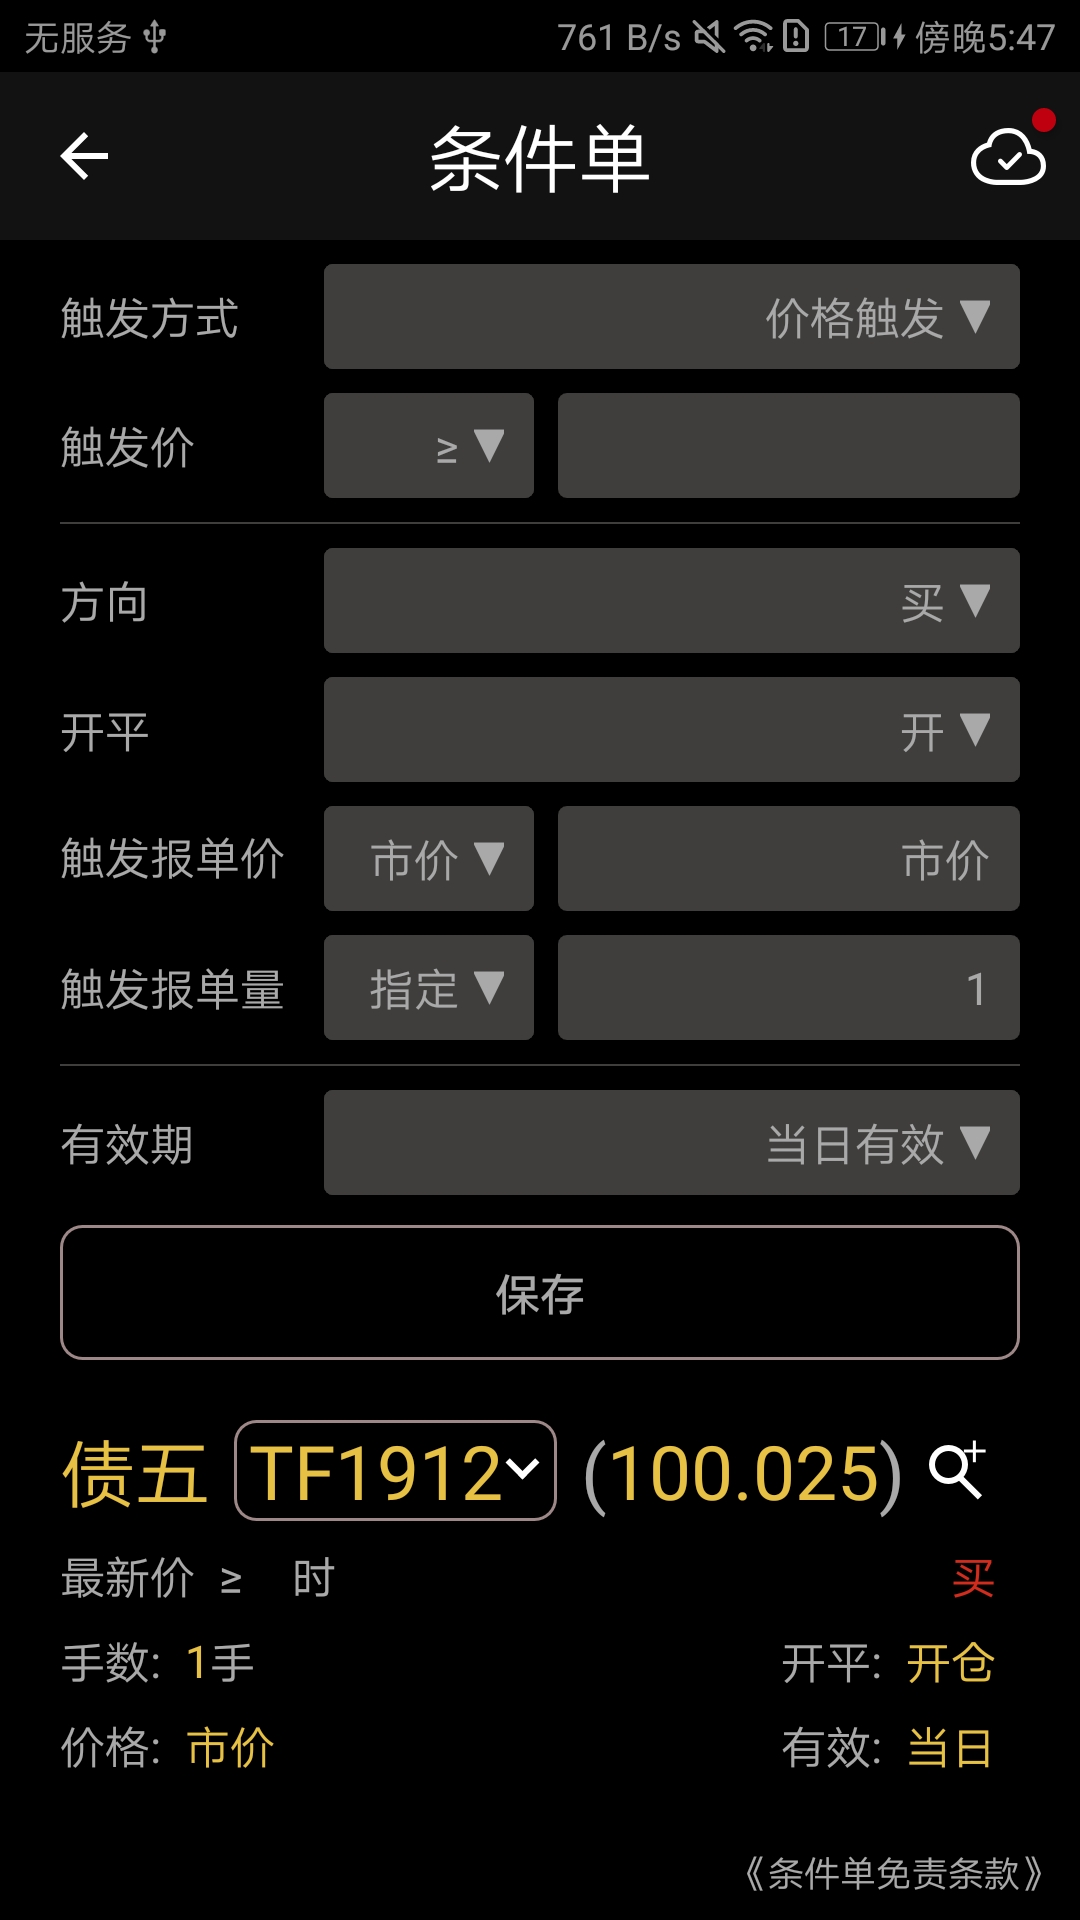 无服务 761 B/s 17 傍晚5:47
条件单
触发方式 价格触发 ▼
触发价 ≥ ▼
方向 买 ▼
开平 开 ▼
触发报单价 市价 ▼ 市价
触发报单量 指定 ▼ 1
有效期 当日有效 ▼
保存
债五 TF1912 (100.025)
最新价 ≥ 时 买
手数: 1手 开平: 开仓
价格: 市价 有效: 当日
《条件单免责条款》